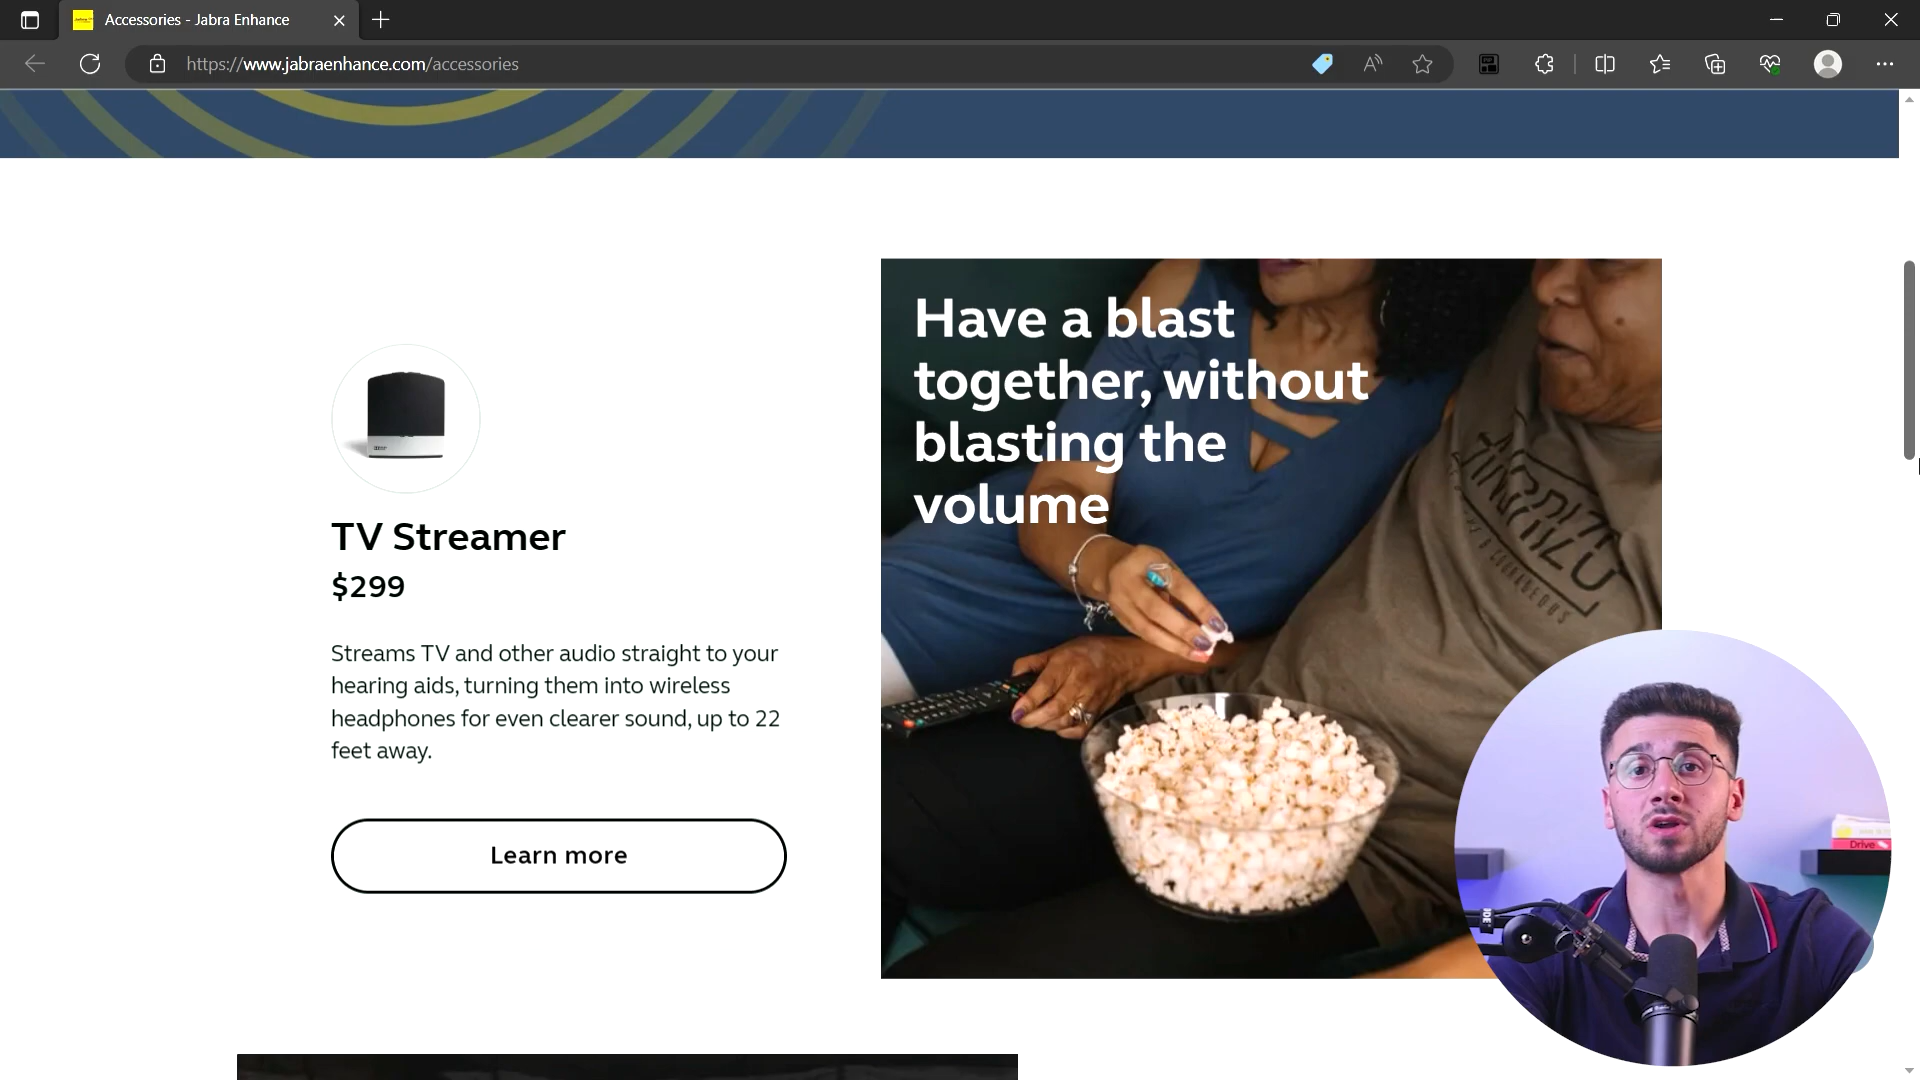 Accessories - Jabra Enhance
https://www.jabraenhance.com/accessories
Have a blast
together, without
blasting the
volume
TV Streamer
$299
Streams TV and other audio straight to your
hearing aids, turning them into wireless
headphones for even clearer sound, up to 22
feet away.
Learn more
Drive